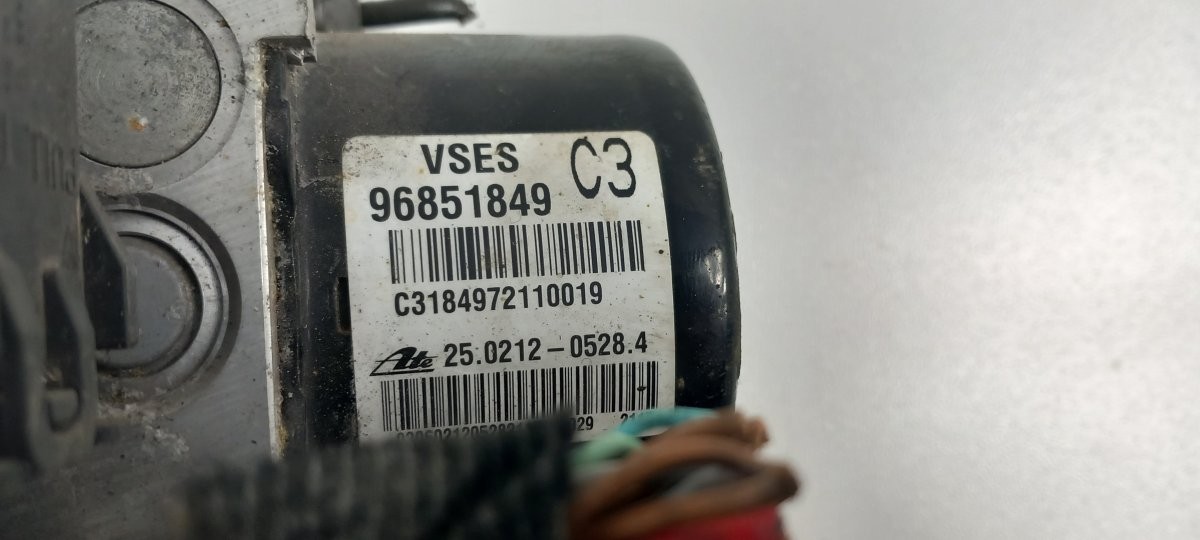 VSES
C3
96851849
C3184972110019
Ate 25.0212-0528.4